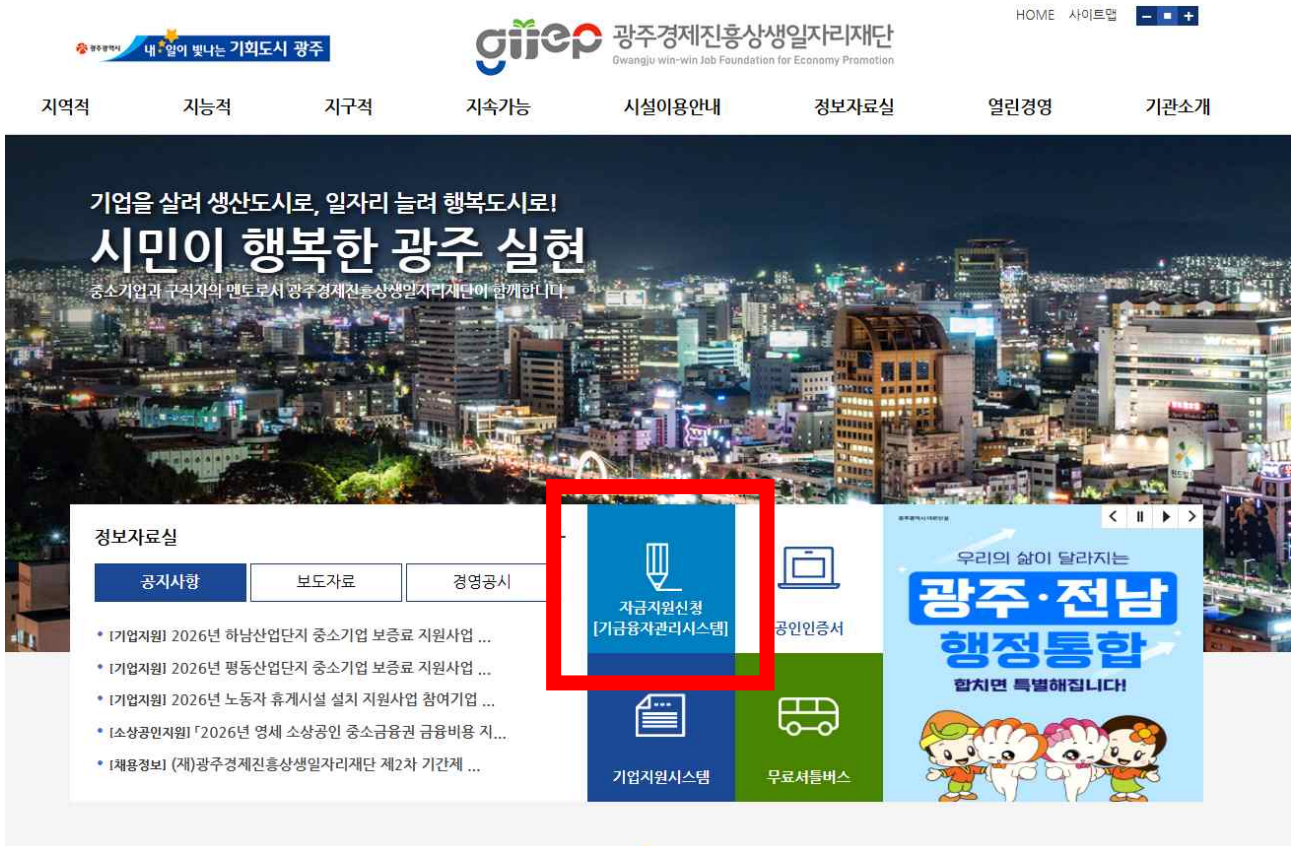 HOME 사이트맵
광주광역시 내☆일이 빛나는 기회도시 광주
gjep 광주경제진흥상생일자리재단
Gwangju win-win Job Foundation for Economy Promotion
지역적 지능적 지구적 지속가능 시설이용안내 정보자료실 열린경영 기관소개
기업을 살려 생산도시로, 일자리 늘려 행복도시로!
시민이 행복한 광주 실현
중소기업과 구직자의 멘토로서 광주경제진흥상생일자리재단이 함께합니다.
정보자료실
공지사항 보도자료 경영공시
[기업지원] 2026년 하남산업단지 중소기업 보증료 지원사업 ...
[기업지원] 2026년 평동산업단지 중소기업 보증료 지원사업 ...
[기업지원] 2026년 노동자 휴게시설 설치 지원사업 참여기업 ...
[소상공인지원] 「2026년 영세 소상공인 중소금융권 금융비용 지...
[채용정보] (재)광주경제진흥상생일자리재단 제2차 기간제 ...
자금지원신청
[기금융자관리시스템]
공인인증서
기업지원시스템
무료셔틀버스
우리의 삶이 달라지는
광주·전남
행정통합
합치면 특별해집니다!